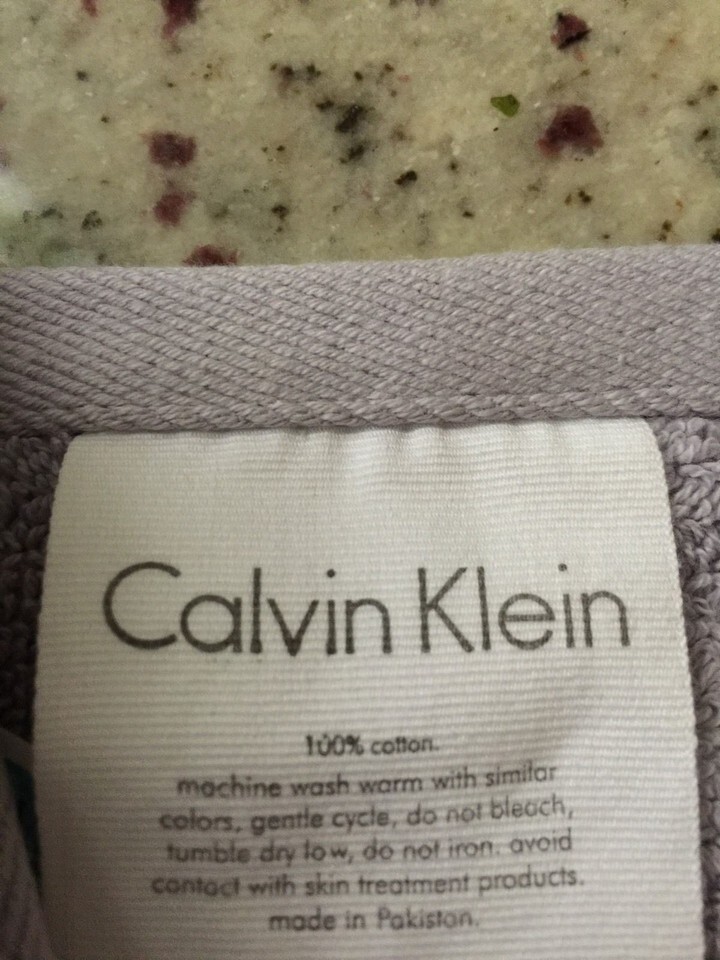 Calvin Klein
100% cotton.
machine wash warm with similar
colors, gentle cycle, do not bleach,
tumble dry low, do not iron. avoid
contact with skin treatment products.
made in Pakistan.